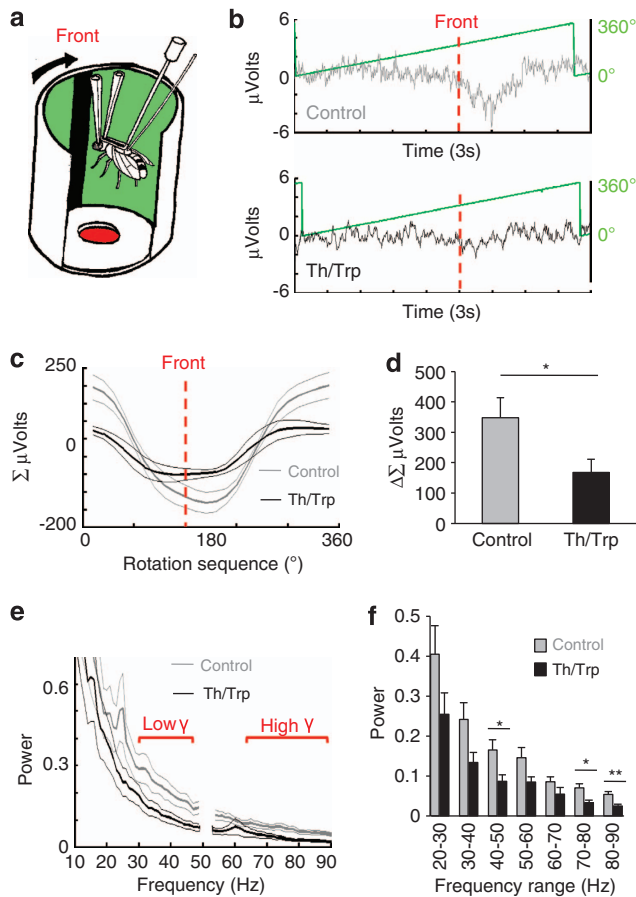 a
Front
b
Front
6
0
-6
μVolts
360°
0°
Control
Time (3s)
6
0
6
μVolts
360°
0°
Th/Trp
Time (3s)
c
Front
250
0
-200
Σ μVolts
Control
Th/Trp
0
180
360
Rotation sequence (°)
d
*
500
400
300
200
100
0
ΔΣ μVolts
Control
Th/Trp
e
Control
Th/Trp
0.6
0.3
0
Power
Low γ
High γ
10 20 30 40 50 60 70 80 90
Frequency (Hz)
f
Control
Th/Trp
0.5
0.4
0.3
0.2
0.1
0
Power
*
*
**
20-30
30-40
40-50
50-60
60-70
70-80
80-90
Frequency range (Hz)